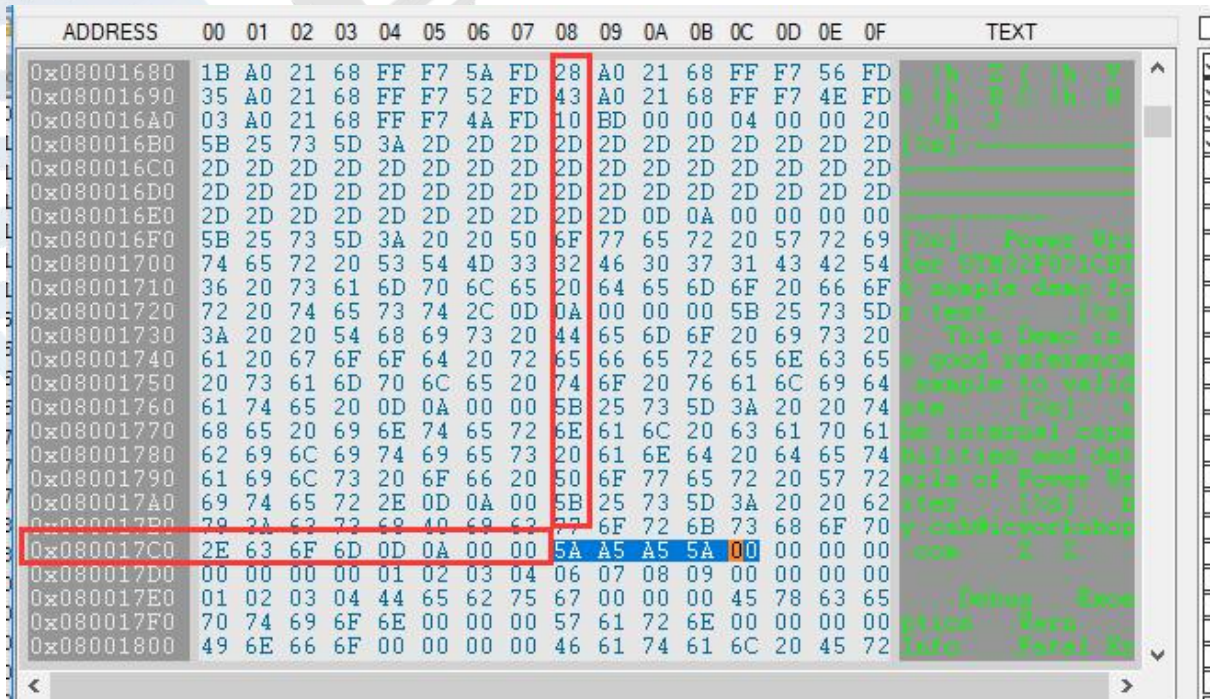 ADDRESS 00 01 02 03 04 05 06 07 08 09 0A 0B 0C 0D 0E 0F TEXT
0x08001680 1B A0 21 68 FF F7 5A FD 28 A0 21 68 FF F7 56 FD
0x08001690 35 A0 21 68 FF F7 52 FD 43 A0 21 68 FF F7 4E FD
0x080016A0 03 A0 21 68 FF F7 4A FD 10 BD 00 00 04 00 00 20
0x080016B0 5B 25 73 5D 3A 2D 2D 2D 2D 2D 2D 2D 2D 2D 2D 2D [%s]:-----------
0x080016C0 2D 2D 2D 2D 2D 2D 2D 2D 2D 2D 2D 2D 2D 2D 2D 2D ----------------
0x080016D0 2D 2D 2D 2D 2D 2D 2D 2D 2D 2D 2D 2D 2D 2D 2D 2D ----------------
0x080016E0 2D 2D 2D 2D 2D 2D 2D 2D 2D 2D 0D 0A 00 00 00 00 ----------
0x080016F0 5B 25 73 5D 3A 20 20 50 6F 77 65 72 20 57 72 69 [%s]: Power Wri
0x08001700 74 65 72 20 53 54 4D 33 32 46 30 37 31 43 42 54 ter STM32F071CBT
0x08001710 36 20 73 61 6D 70 6C 65 20 64 65 6D 6F 20 66 6F 6 sample demo fo
0x08001720 72 20 74 65 73 74 2C 0D 0A 00 00 00 5B 25 73 5D r test, [%s]
0x08001730 3A 20 20 54 68 69 73 20 44 65 6D 6F 20 69 73 20 : This Demo is
0x08001740 61 20 67 6F 6F 64 20 72 65 66 65 72 65 6E 63 65 a good reference
0x08001750 20 73 61 6D 70 6C 65 20 74 6F 20 76 61 6C 69 64 sample to valid
0x08001760 61 74 65 20 0D 0A 00 00 5B 25 73 5D 3A 20 20 74 ate [%s]: t
0x08001770 68 65 20 69 6E 74 65 72 6E 61 6C 20 63 61 70 61 he internal capa
0x08001780 62 69 6C 69 74 69 65 73 20 61 6E 64 20 64 65 74 bilities and det
0x08001790 61 69 6C 73 20 6F 66 20 50 6F 77 65 72 20 57 72 ails of Power Wr
0x080017A0 69 74 65 72 2E 0D 0A 00 5B 25 73 5D 3A 20 20 62 iter. [%s]: b
0x080017B0 79 3A 63 73 68 40 69 63 77 6F 72 6B 73 68 6F 70 y:csh@icworkshop
0x080017C0 2E 63 6F 6D 0D 0A 00 00 5A A5 A5 5A 00 00 00 00 .com Z Z
0x080017D0 00 00 00 00 01 02 03 04 06 07 08 09 00 00 00 00
0x080017E0 01 02 03 04 44 65 62 75 67 00 00 00 45 78 63 65 Debug Exce
0x080017F0 70 74 69 6F 6E 00 00 00 57 61 72 6E 00 00 00 00 ption Warn
0x08001800 49 6E 66 6F 00 00 00 00 46 61 74 61 6C 20 45 72 Info Fatal Er